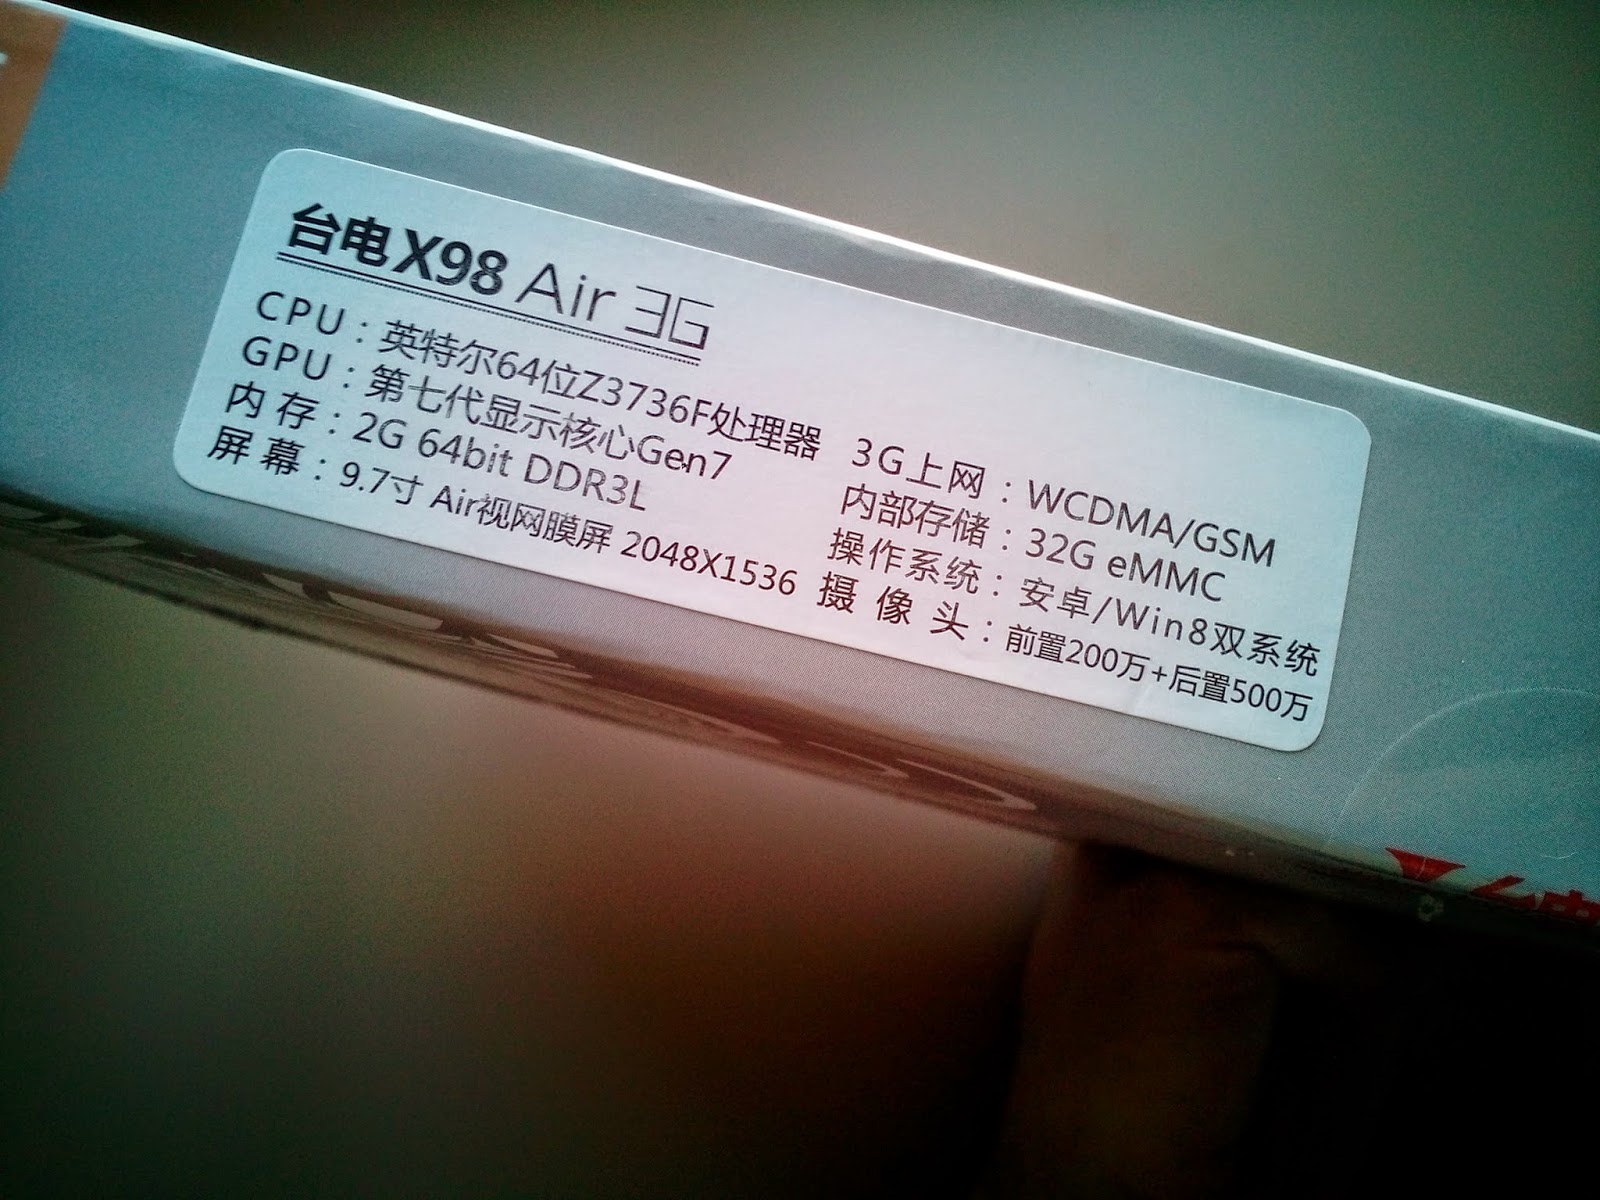 台电X98 Air 3G
CPU：英特尔64位Z3736F处理器
GPU：第七代显示核心Gen7
内存：2G 64bit DDR3L
屏幕：9.7寸 Air视网膜屏 2048X1536
3G上网：WCDMA/GSM
内部存储：32G eMMC
操作系统：安卓/Win8双系统
摄像头：前置200万+后置500万